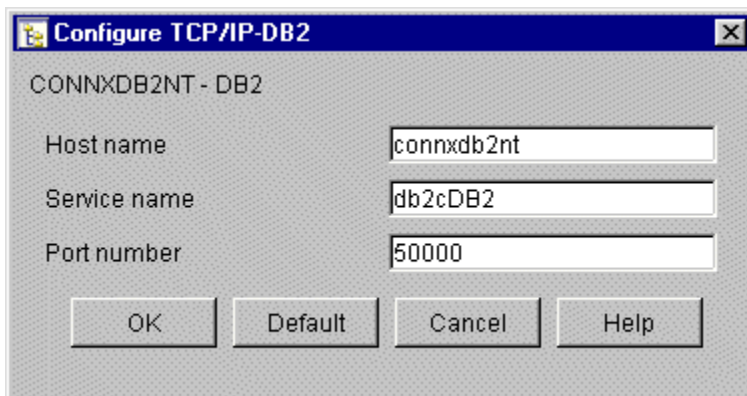 Configure TCP/IP-DB2
CONNXDB2NT - DB2
Host name connxdb2nt
Service name db2cDB2
Port number 50000
OK Default Cancel Help